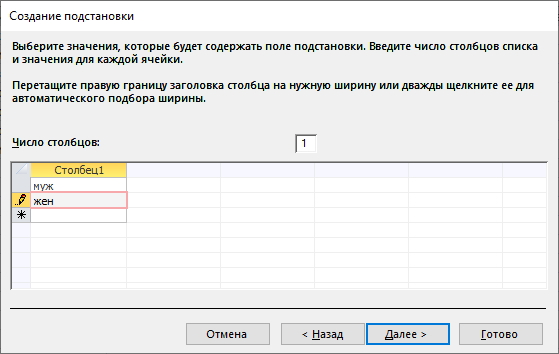 Создание подстановки
Выберите значения, которые будет содержать поле подстановки. Введите число столбцов списка
и значения для каждой ячейки.
Перетащите правую границу заголовка столбца на нужную ширину или дважды щелкните ее для
автоматического подбора ширины.
Число столбцов: 1
Столбец1
муж
жен
Отмена < Назад Далее > Готово